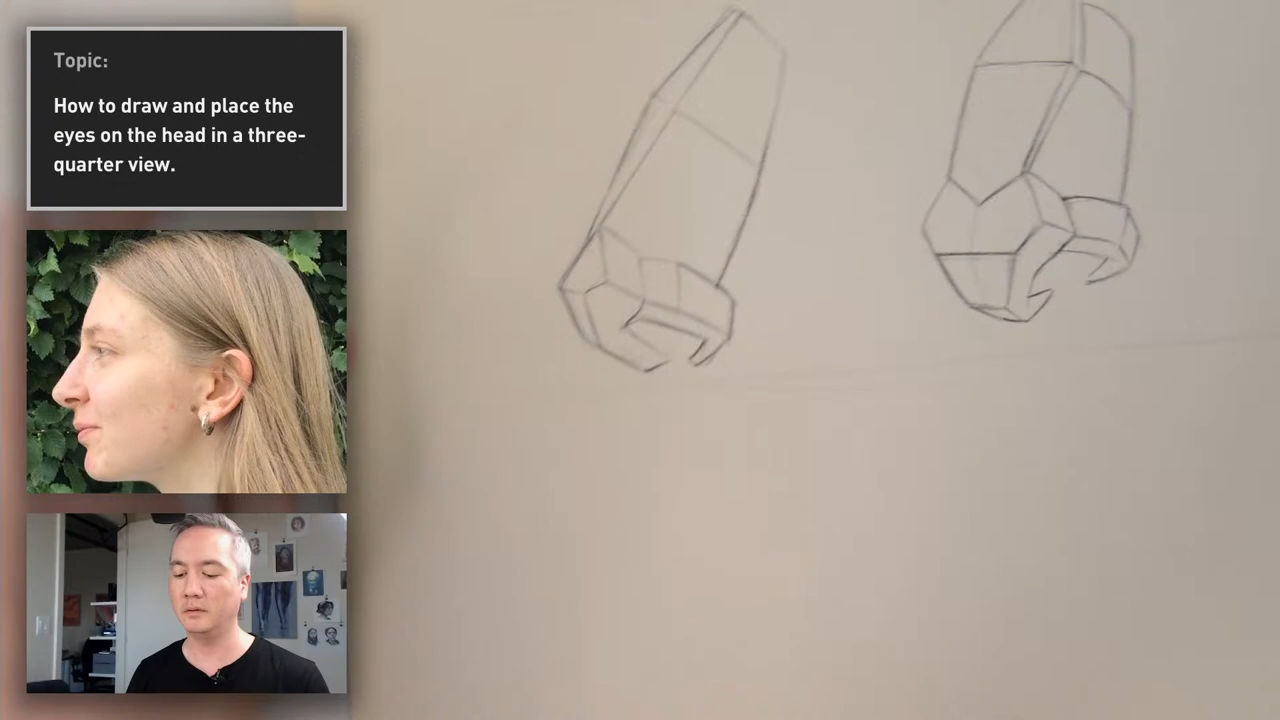 Topic:
How to draw and place the
eyes on the head in a three-
quarter view.